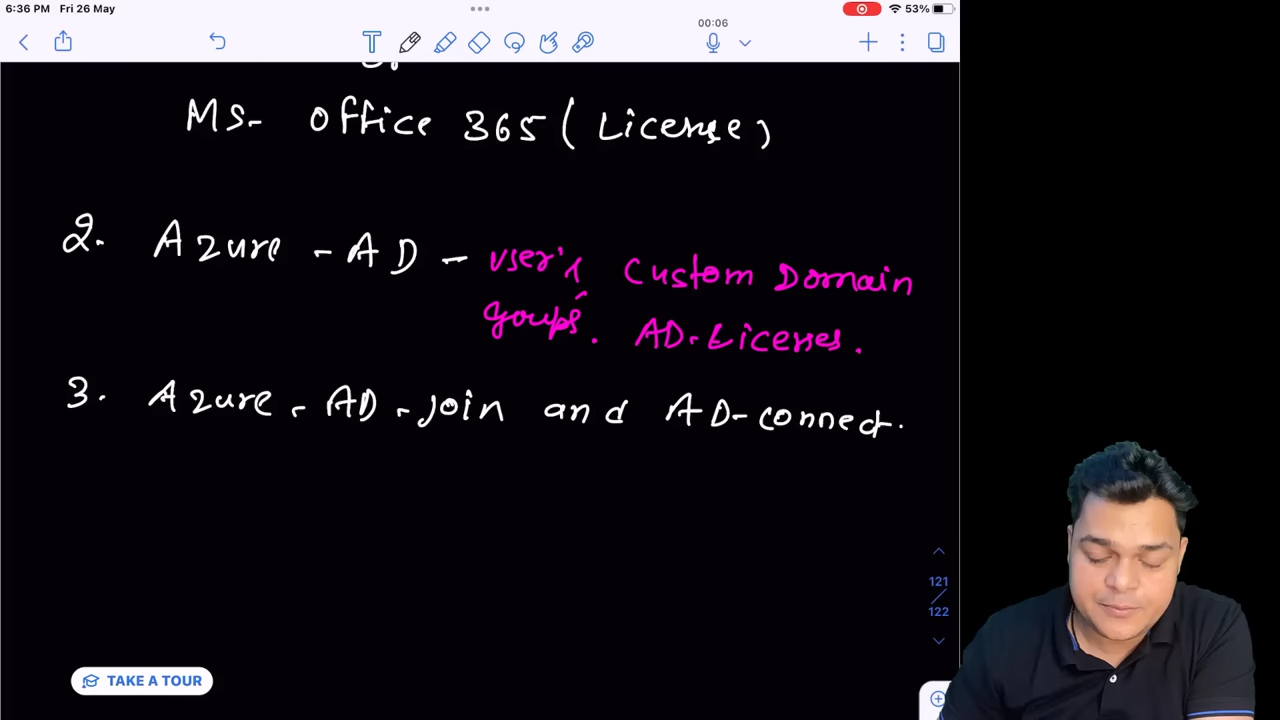 6:36 PM Fri 26 May
53%
00:06
MS- Office 365 (License)
2. Azure - AD - user's Custom Domain
goups. AD-Licenses.
3. Azure - AD - join and AD-connect.
121
122
TAKE A TOUR